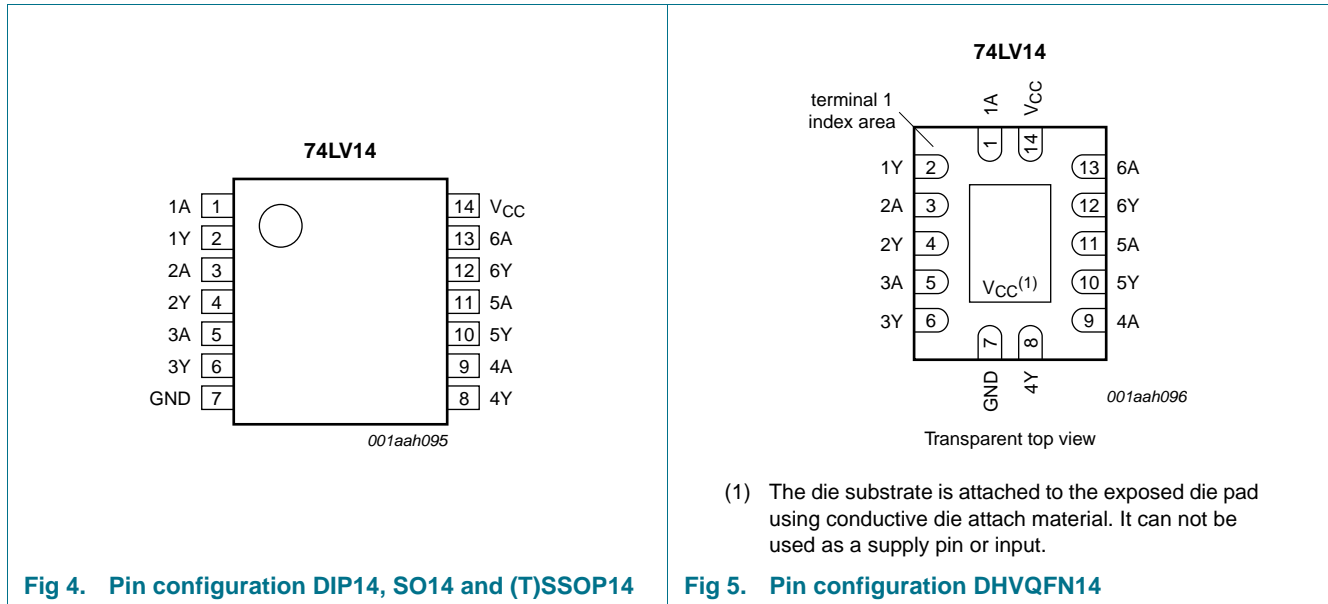 74LV14
1A 1 14 VCC
1Y 2 13 6A
2A 3 12 6Y
2Y 4 11 5A
3A 5 10 5Y
3Y 6 9 4A
GND 7 8 4Y
001aah095
Fig 4. Pin configuration DIP14, SO14 and (T)SSOP14
74LV14
terminal 1
index area
1A VCC
1 14
1Y 2 13 6A
2A 3 12 6Y
2Y 4 11 5A
3A 5 VCC(1) 10 5Y
3Y 6 9 4A
7 8
GND 4Y
001aah096
Transparent top view
(1) The die substrate is attached to the exposed die pad
using conductive die attach material. It can not be
used as a supply pin or input.
Fig 5. Pin configuration DHVQFN14